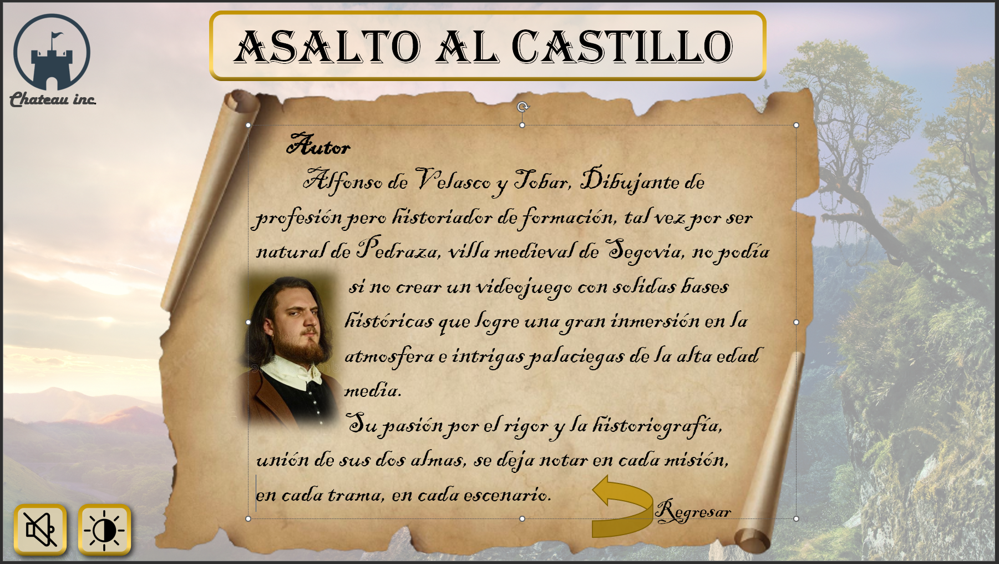 ASALTO AL CASTILLO
Chateau inc.
Autor
Alfonso de Velasco y Tobar, Dibujante de
profesión pero historiador de formación, tal vez por ser
natural de Pedraza, villa medieval de Segovia, no podía
si no crear un videojuego con solidas bases
históricas que logre una gran inmersión en la
atmosfera e intrigas palaciegas de la alta edad
media.
Su pasión por el rigor y la historiografía,
unión de sus dos almas, se deja notar en cada misión,
en cada trama, en cada escenario.
Regresar